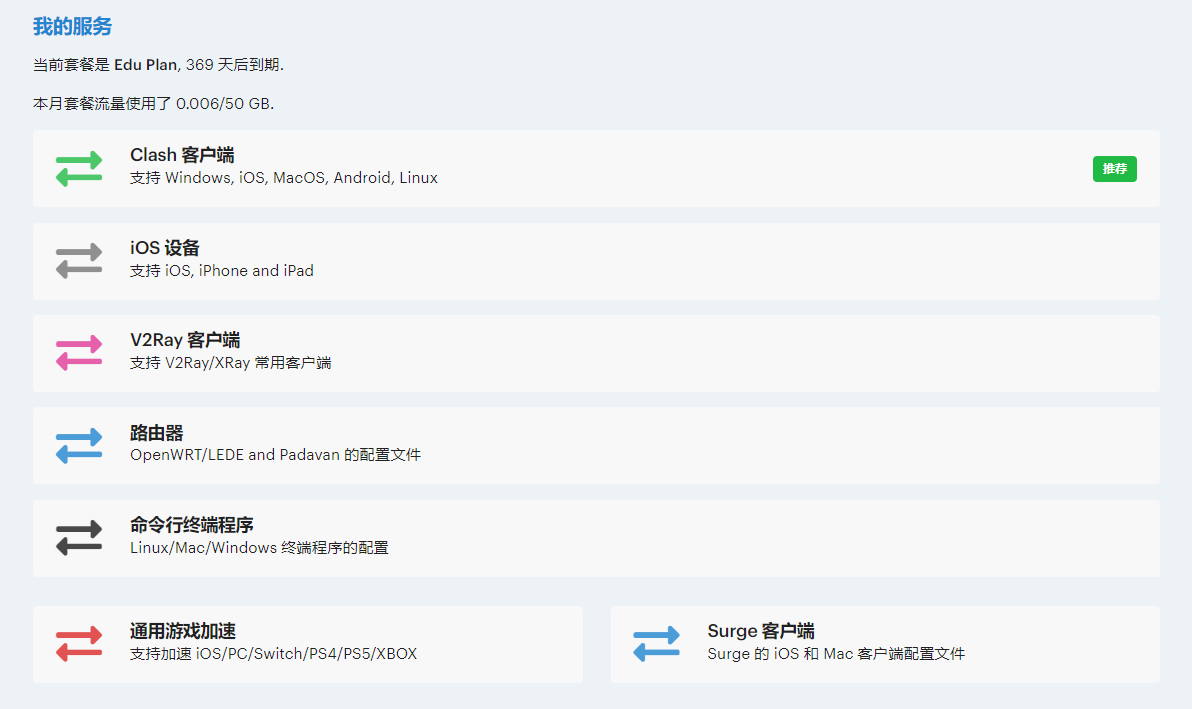 我的服务
当前套餐是 Edu Plan, 369 天后到期.
本月套餐流量使用了 0.006/50 GB.
Clash 客户端
支持 Windows, iOS, MacOS, Android, Linux
推荐
iOS 设备
支持 iOS, iPhone and iPad
V2Ray 客户端
支持 V2Ray/XRay 常用客户端
路由器
OpenWRT/LEDE and Padavan 的配置文件
命令行终端程序
Linux/Mac/Windows 终端程序的配置
通用游戏加速
支持加速 iOS/PC/Switch/PS4/PS5/XBOX
Surge 客户端
Surge 的 iOS 和 Mac 客户端配置文件